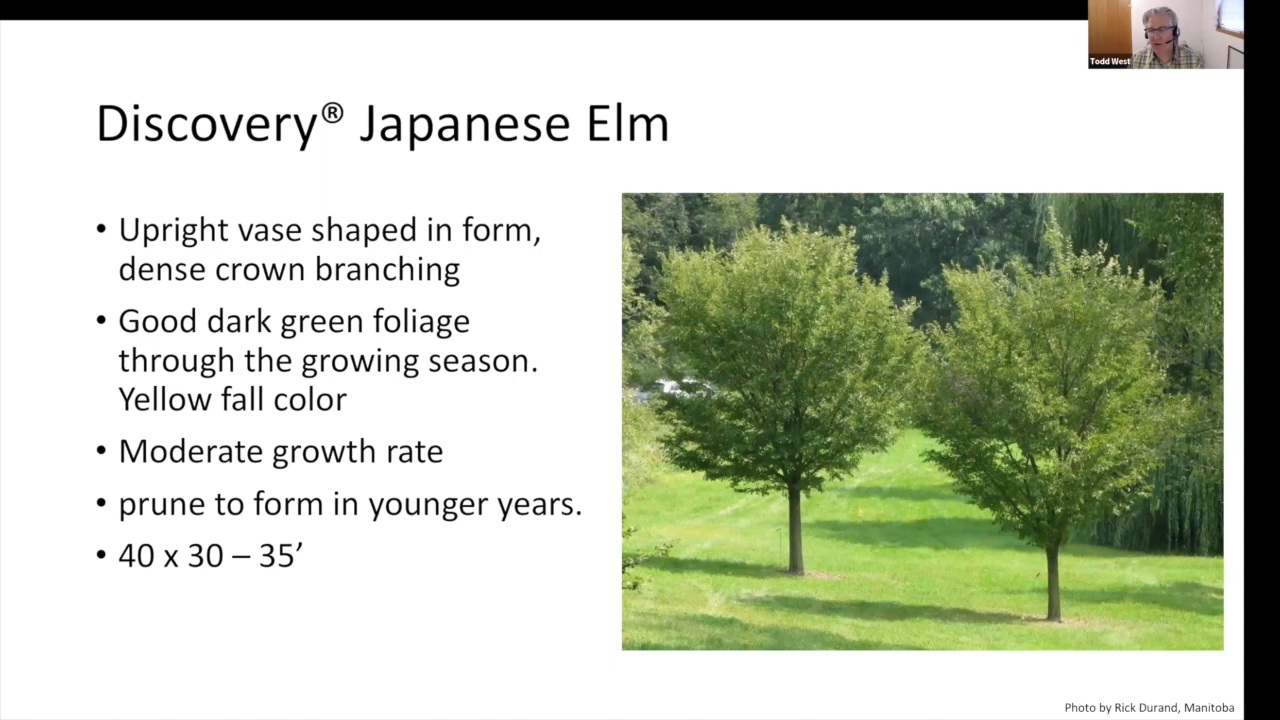 Todd West
Discovery® Japanese Elm
• Upright vase shaped in form,
dense crown branching
• Good dark green foliage
through the growing season.
Yellow fall color
• Moderate growth rate
• prune to form in younger years.
• 40 x 30 – 35’
Photo by Rick Durand, Manitoba